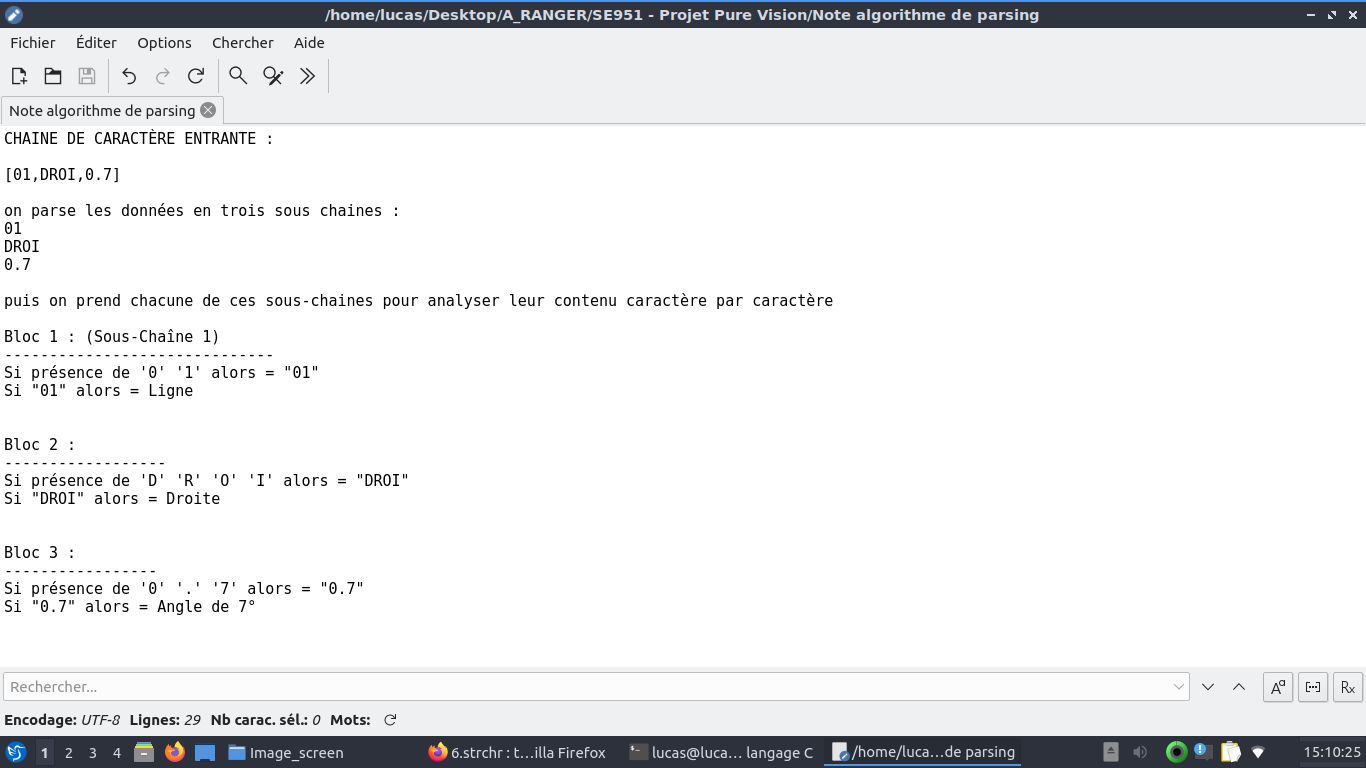 /home/lucas/Desktop/A_RANGER/SE951 - Projet Pure Vision/Note algorithme de parsing
Fichier Éditer Options Chercher Aide
Note algorithme de parsing
CHAINE DE CARACTÈRE ENTRANTE :
[01,DROI,0.7]
on parse les données en trois sous chaines :
01
DROI
0.7
puis on prend chacune de ces sous-chaines pour analyser leur contenu caractère par caractère
Bloc 1 : (Sous-Chaîne 1)
------------------------------
Si présence de '0' '1' alors = "01"
Si "01" alors = Ligne
Bloc 2 :
------------------
Si présence de 'D' 'R' 'O' 'I' alors = "DROI"
Si "DROI" alors = Droite
Bloc 3 :
-----------------
Si présence de '0' '.' '7' alors = "0.7"
Si "0.7" alors = Angle de 7°
Rechercher...
Encodage: UTF-8 Lignes: 29 Nb carac. sél.: 0 Mots:
1 2 3 4 Image_screen 6.strchr : t…illa Firefox lucas@luca… langage C /home/luca…de parsing 15:10:25